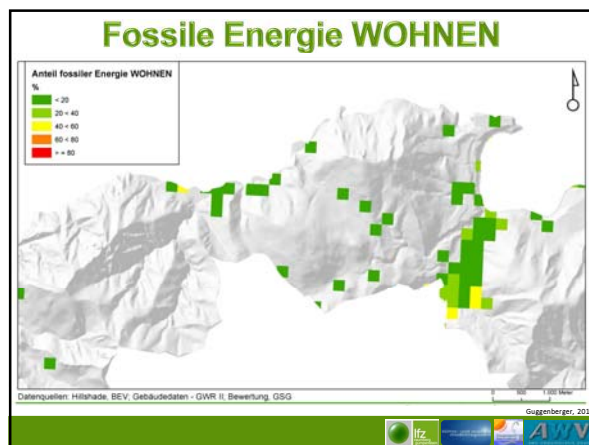 Fossile Energie WOHNEN
Anteil fossiler Energie WOHNEN
%
< 20
20 < 40
40 < 60
60 < 80
> = 80
Datenquellen: Hillshade, BEV; Gebäudedaten - GWR II; Bewertung, GSG
0 500 1.000 Meter
Guggenberger, 201
lfz
AWV